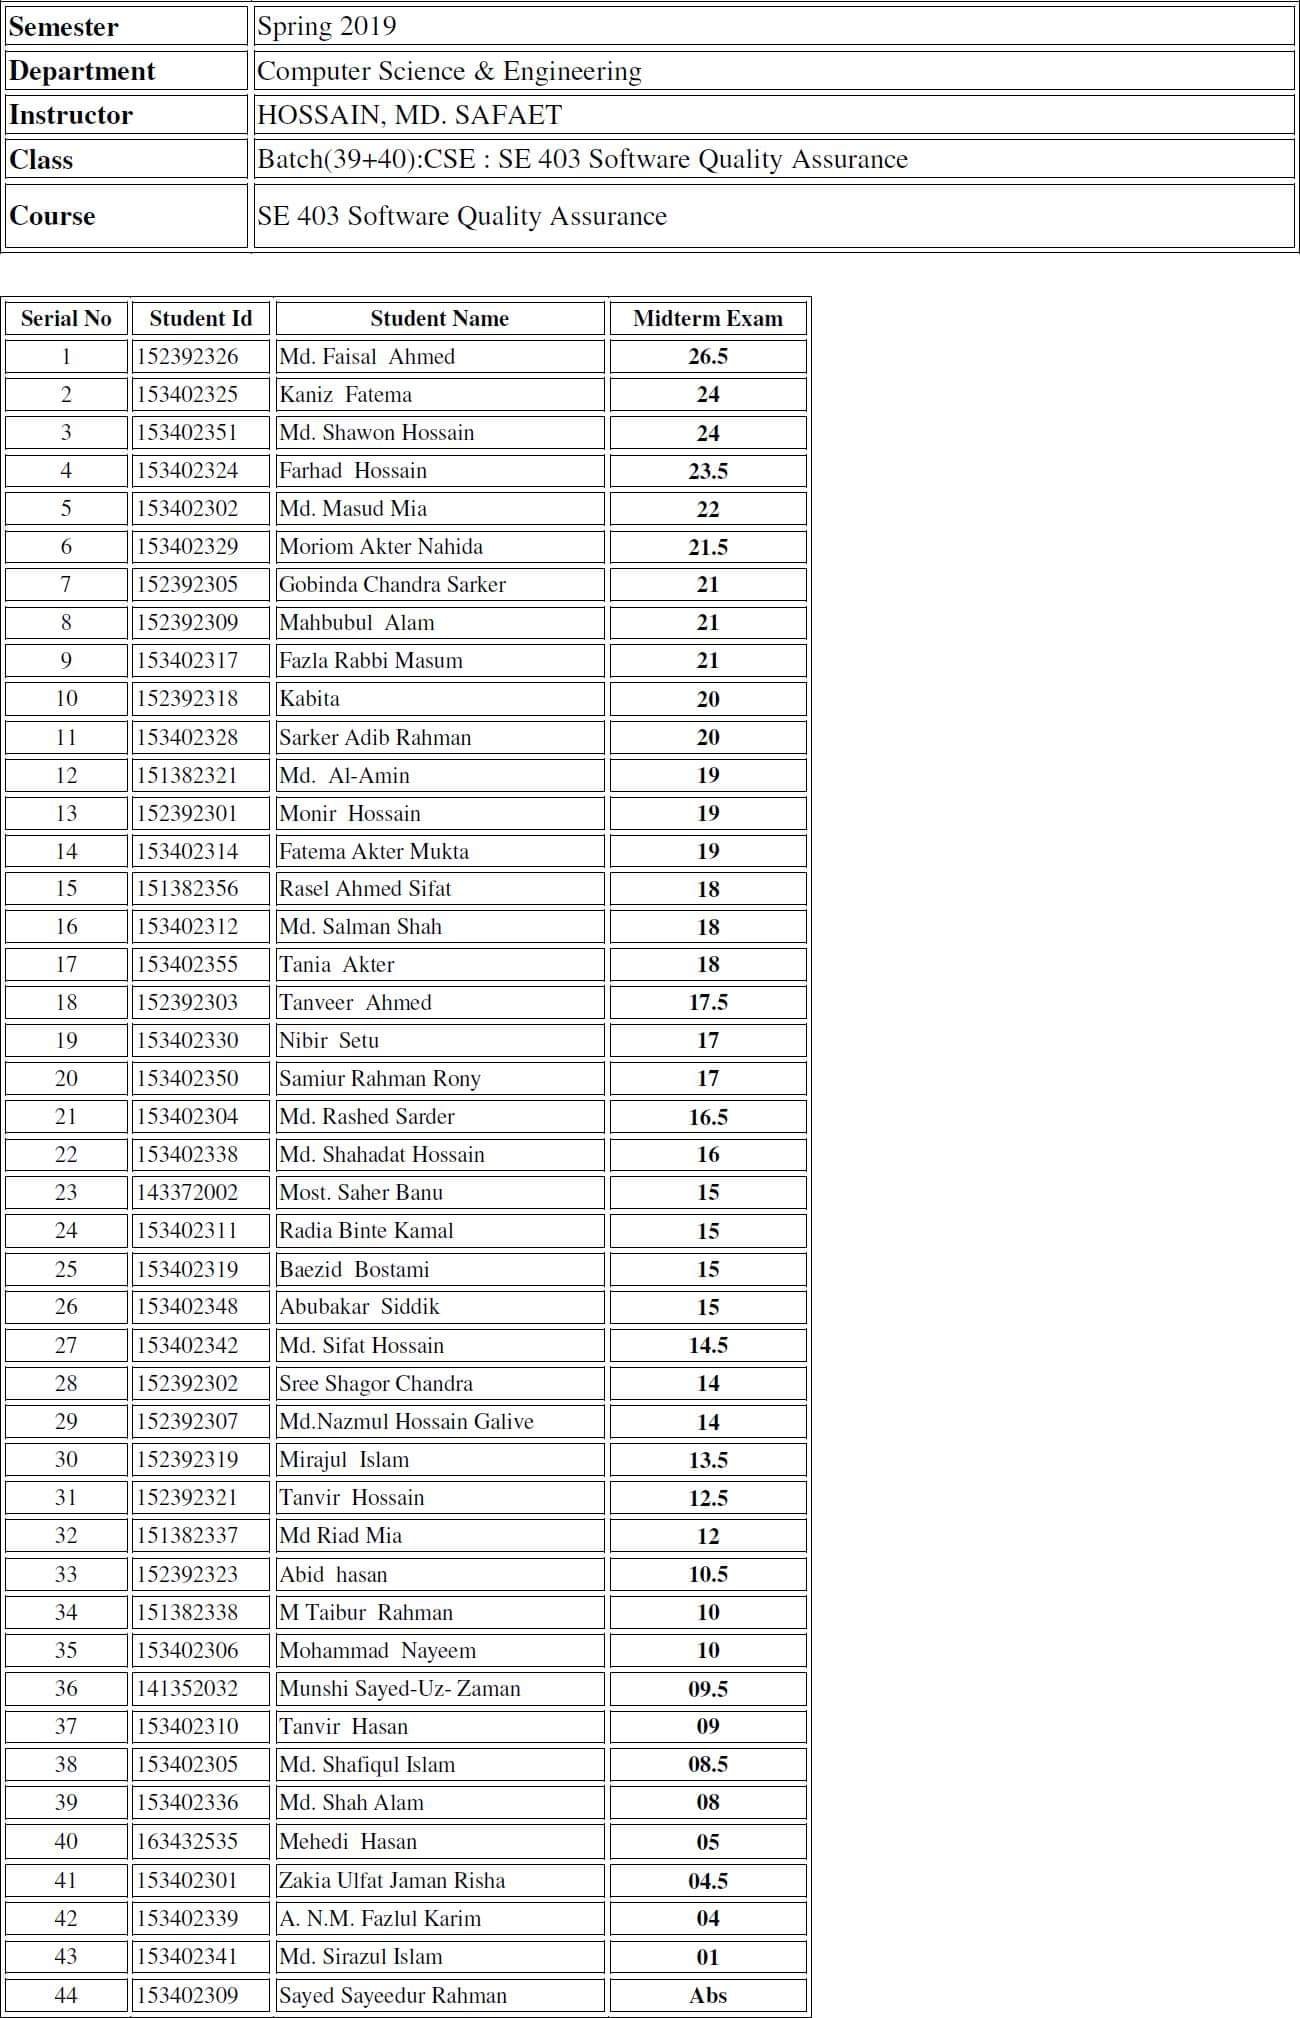 Semester Spring 2019
Department Computer Science & Engineering
Instructor HOSSAIN, MD. SAFAET
Class Batch(39+40):CSE : SE 403 Software Quality Assurance
Course SE 403 Software Quality Assurance
Serial No Student Id Student Name Midterm Exam
1 152392326 Md. Faisal Ahmed 26.5
2 153402325 Kaniz Fatema 24
3 153402351 Md. Shawon Hossain 24
4 153402324 Farhad Hossain 23.5
5 153402302 Md. Masud Mia 22
6 153402329 Moriom Akter Nahida 21.5
7 152392305 Gobinda Chandra Sarker 21
8 152392309 Mahbubul Alam 21
9 153402317 Fazla Rabbi Masum 21
10 152392318 Kabita 20
11 153402328 Sarker Adib Rahman 20
12 151382321 Md. Al-Amin 19
13 152392301 Monir Hossain 19
14 153402314 Fatema Akter Mukta 19
15 151382356 Rasel Ahmed Sifat 18
16 153402312 Md. Salman Shah 18
17 153402355 Tania Akter 18
18 152392303 Tanveer Ahmed 17.5
19 153402330 Nibir Setu 17
20 153402350 Samiur Rahman Rony 17
21 153402304 Md. Rashed Sarder 16.5
22 153402338 Md. Shahadat Hossain 16
23 143372002 Most. Saher Banu 15
24 153402311 Radia Binte Kamal 15
25 153402319 Baezid Bostami 15
26 153402348 Abubakar Siddik 15
27 153402342 Md. Sifat Hossain 14.5
28 152392302 Sree Shagor Chandra 14
29 152392307 Md.Nazmul Hossain Galive 14
30 152392319 Mirajul Islam 13.5
31 152392321 Tanvir Hossain 12.5
32 151382337 Md Riad Mia 12
33 152392323 Abid hasan 10.5
34 151382338 M Taibur Rahman 10
35 153402306 Mohammad Nayeem 10
36 141352032 Munshi Sayed-Uz- Zaman 09.5
37 153402310 Tanvir Hasan 09
38 153402305 Md. Shafiqul Islam 08.5
39 153402336 Md. Shah Alam 08
40 163432535 Mehedi Hasan 05
41 153402301 Zakia Ulfat Jaman Risha 04.5
42 153402339 A. N.M. Fazlul Karim 04
43 153402341 Md. Sirazul Islam 01
44 153402309 Sayed Sayeedur Rahman Abs